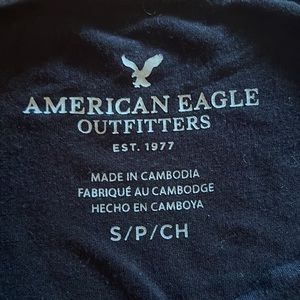 AMERICAN EAGLE
OUTFITTERS
EST. 1977
MADE IN CAMBODIA
FABRIQUÉ AU CAMBODGE
HECHO EN CAMBOYA
S/P/CH